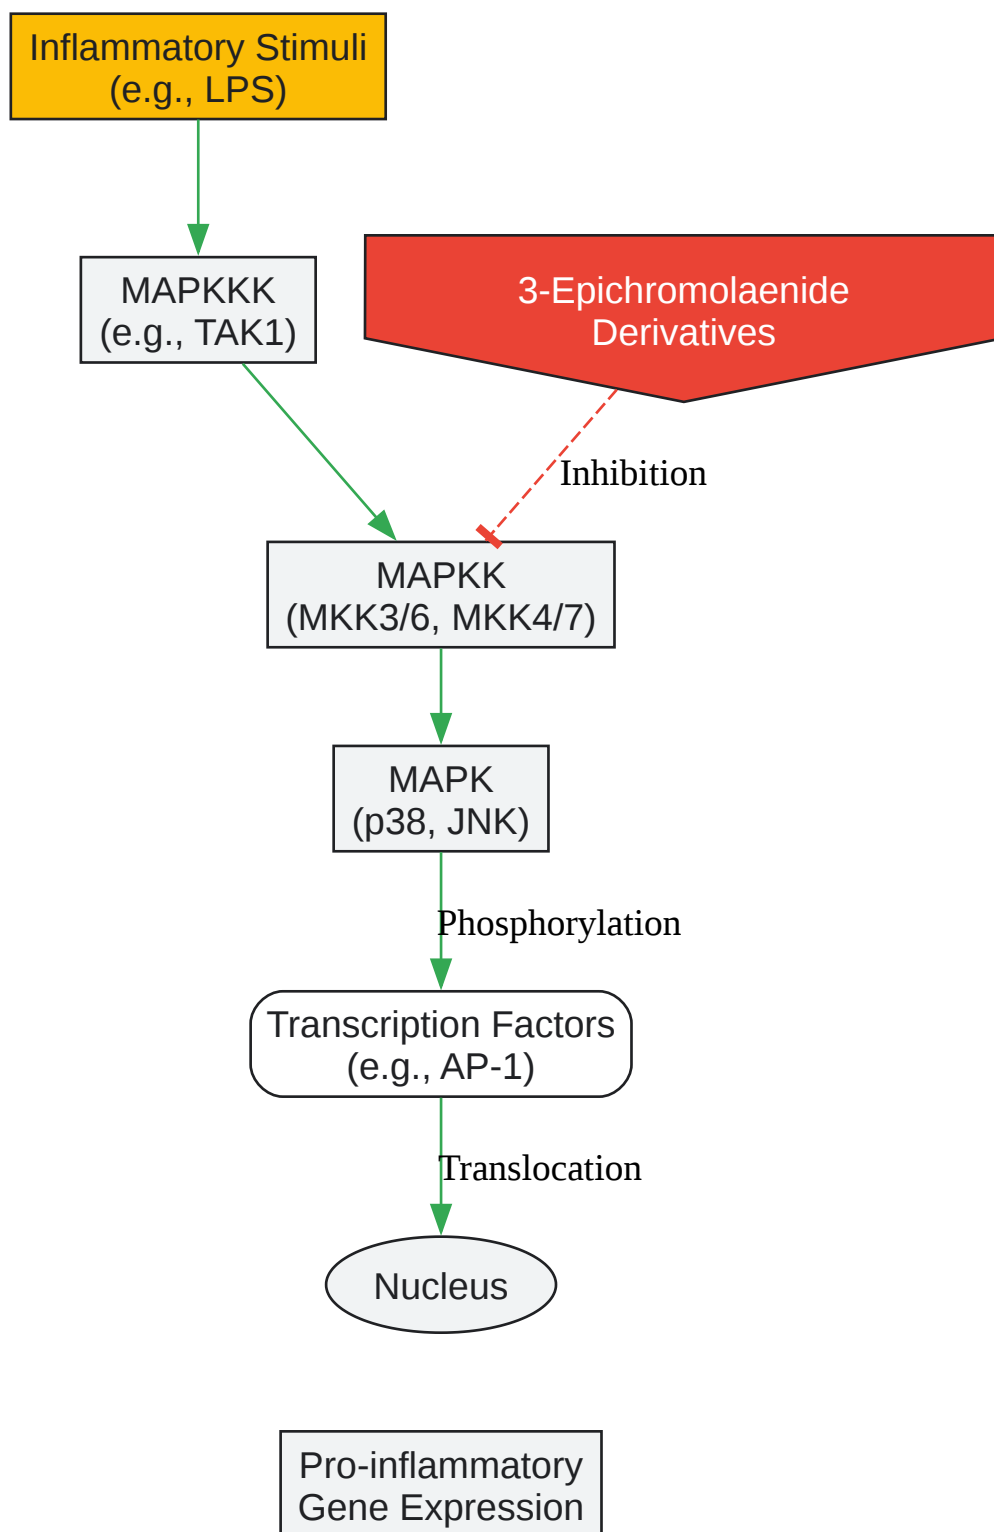 Inflammatory Stimuli
(e.g., LPS)
MAPKKK
(e.g., TAK1)
3-Epichromolaenide
Derivatives
Inhibition
MAPKK
(MKK3/6, MKK4/7)
MAPK
(p38, JNK)
Phosphorylation
Transcription Factors
(e.g., AP-1)
Translocation
Nucleus
Pro-inflammatory
Gene Expression